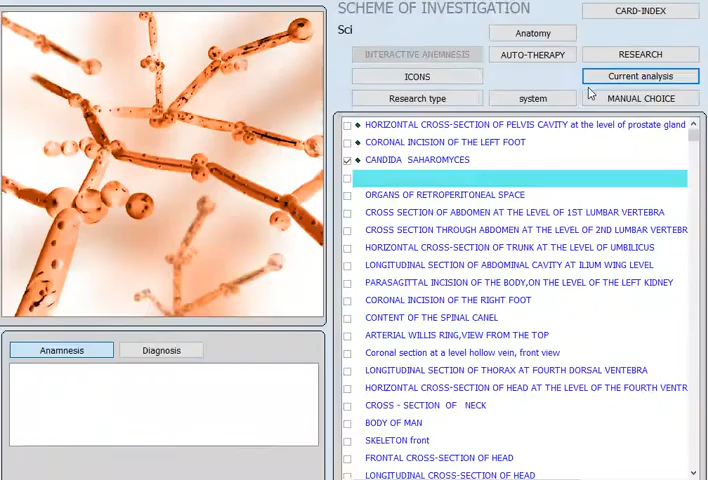 SCHEME OF INVESTIGATION
CARD-INDEX
Sci
Anatomy
INTERACTIVE ANEMNESIS
AUTO-THERAPY
RESEARCH
ICONS
Current analysis
Research type
system
MANUAL CHOICE
HORIZONTAL CROSS-SECTION OF PELVIS CAVITY at the level of prostate gland
CORONAL INCISION OF THE LEFT FOOT
CANDIDA SAHAROMYCES
ORGANS OF RETROPERITONEAL SPACE
CROSS SECTION OF ABDOMEN AT THE LEVEL OF 1ST LUMBAR VERTEBRA
CROSS SECTION THROUGH ABDOMEN AT THE LEVEL OF 2ND LUMBAR VERTEBR
HORIZONTAL CROSS-SECTION OF TRUNK AT THE LEVEL OF UMBILICUS
LONGITUDINAL SECTION OF ABDOMINAL CAVITY AT ILIUM WING LEVEL
PARASAGITTAL INCISION OF THE BODY,ON THE LEVEL OF THE LEFT KIDNEY
CORONAL INCISION OF THE RIGHT FOOT
CONTENT OF THE SPINAL CANEL
ARTERIAL WILLIS RING,VIEW FROM THE TOP
Coronal section at a level hollow vein, front view
LONGITUDINAL SECTION OF THORAX AT FOURTH DORSAL VENTEBRA
HORIZONTAL CROSS-SECTION OF HEAD AT THE LEVEL OF THE FOURTH VENTR
CROSS - SECTION OF NECK
BODY OF MAN
SKELETON front
FRONTAL CROSS-SECTION OF HEAD
LONGITUDINAL CROSS-SECTION OF HEAD
Anamnesis
Diagnosis